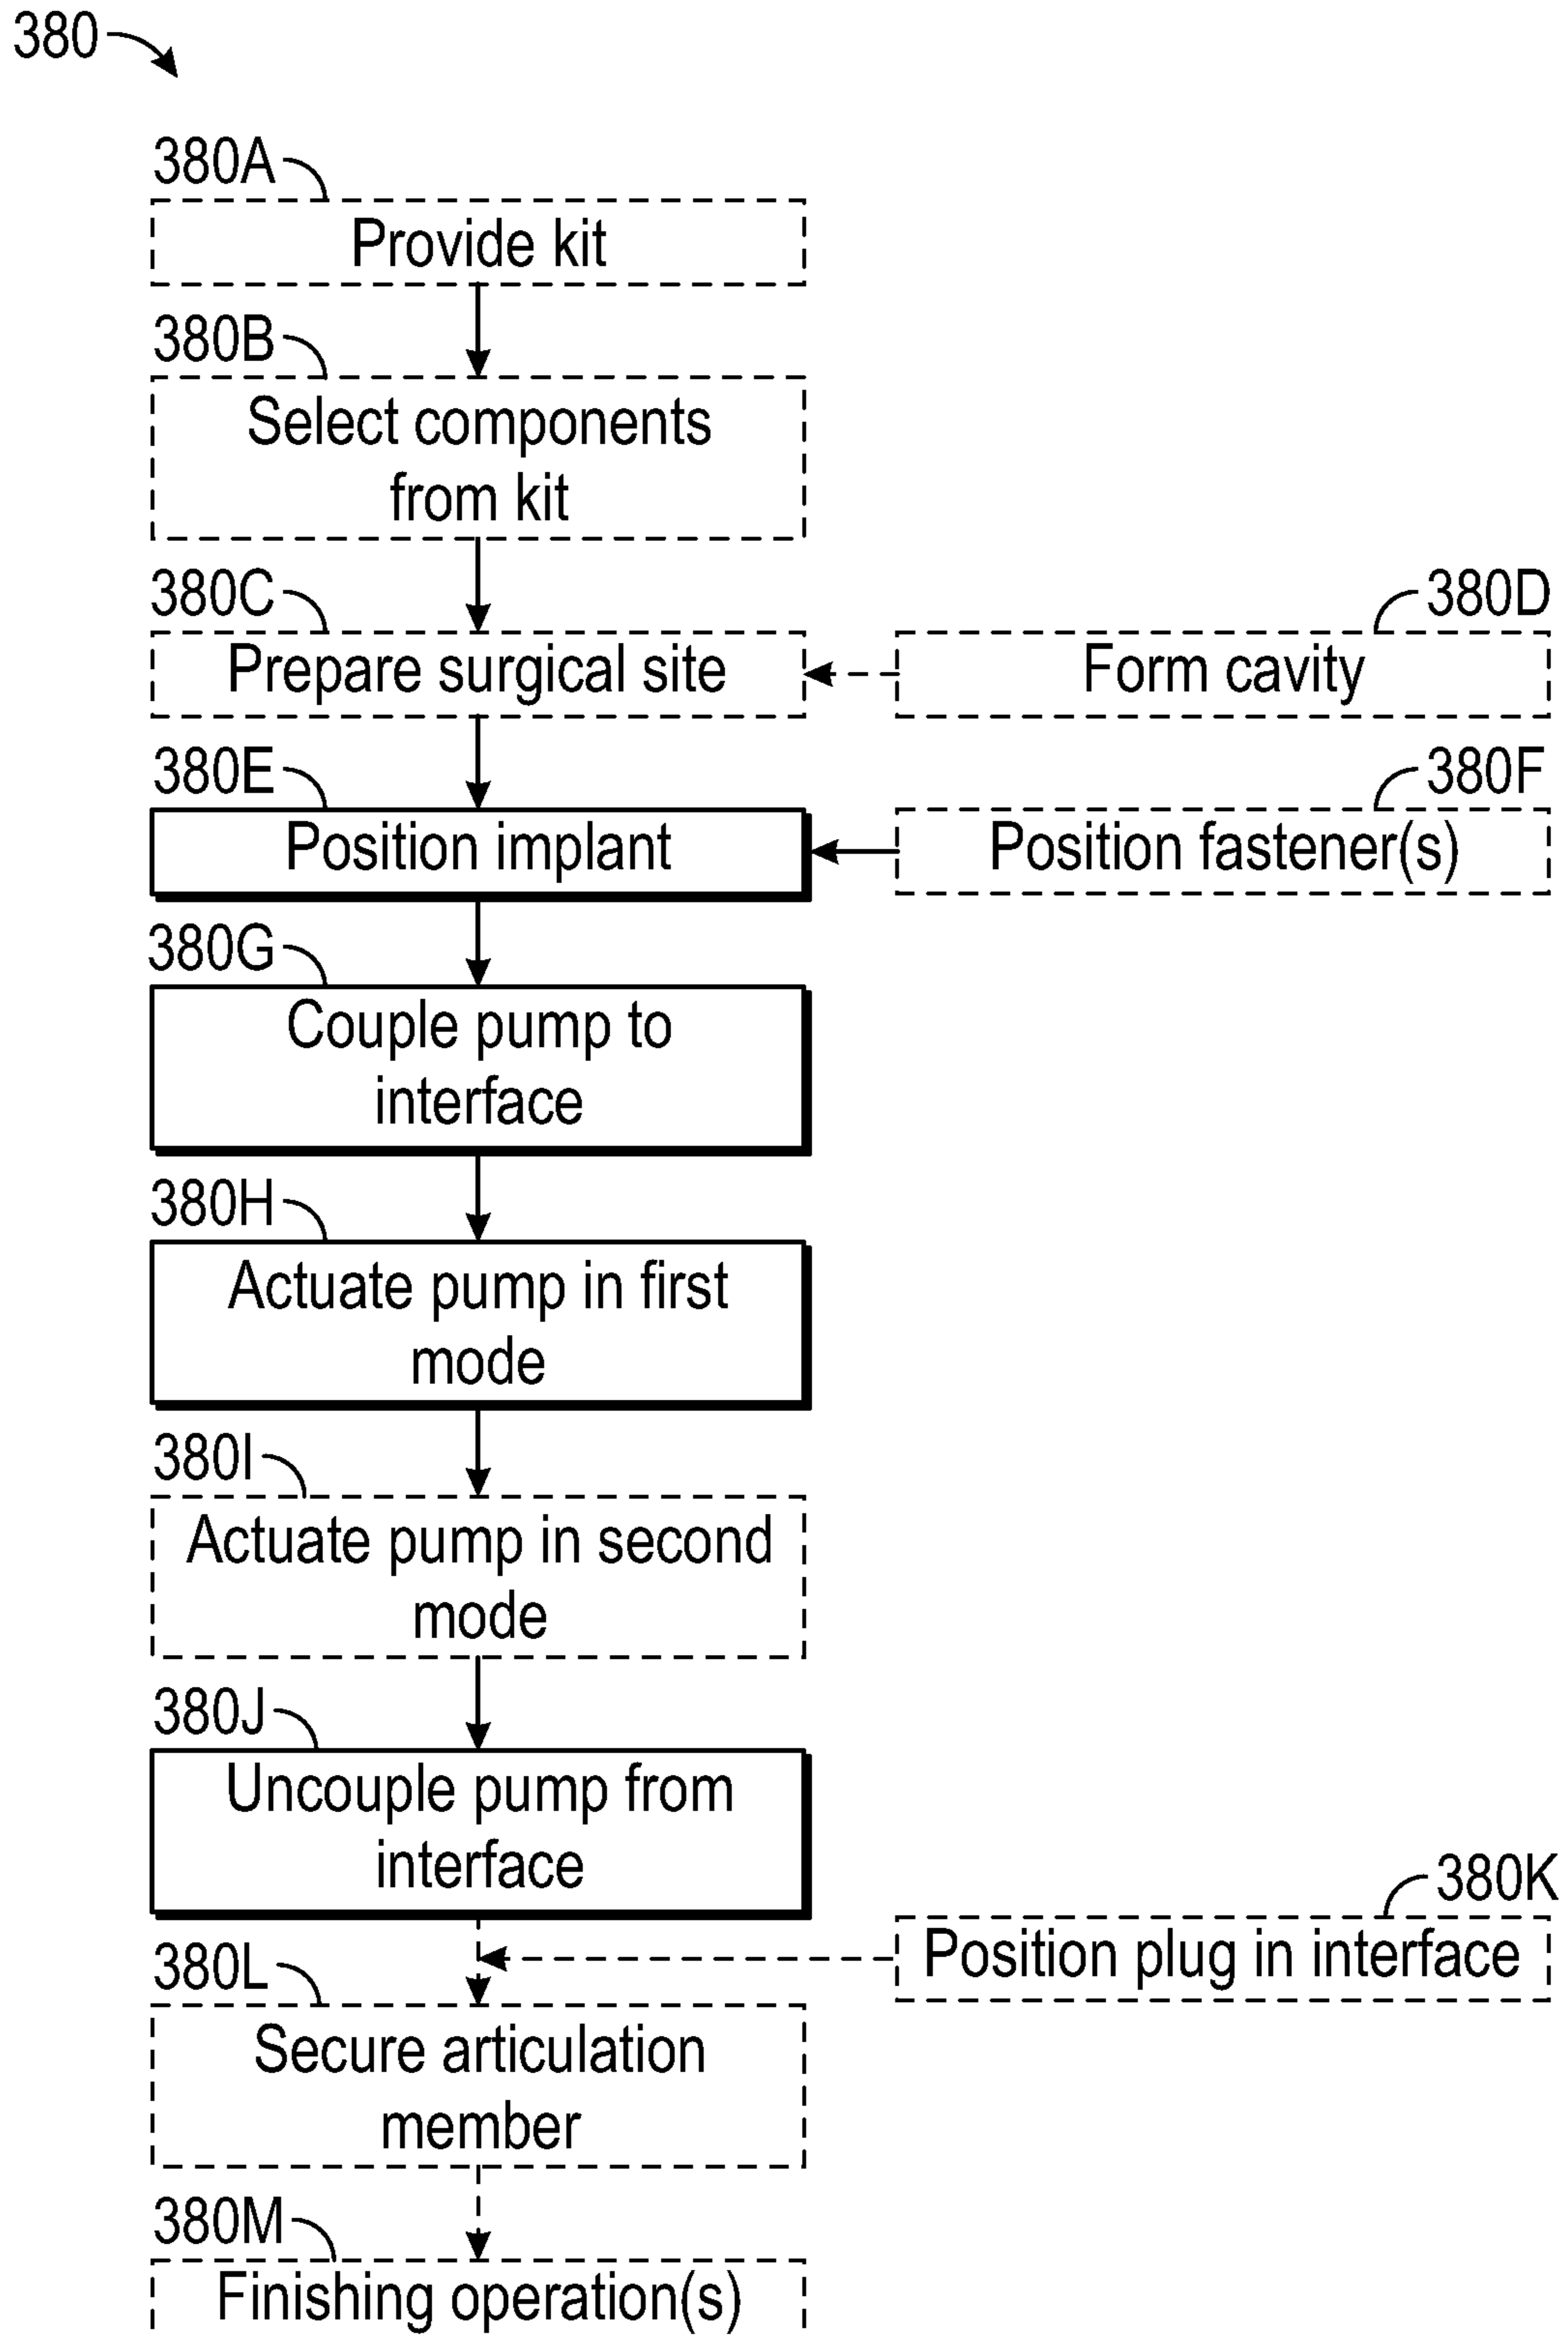 380
380A
Provide kit
380B
Select components
from kit
380C
Prepare surgical site
380D
Form cavity
380E
Position implant
380F
Position fastener(s)
380G
Couple pump to
interface
380H
Actuate pump in first
mode
380I
Actuate pump in second
mode
380J
Uncouple pump from
interface
380K
Position plug in interface
380L
Secure articulation
member
380M
Finishing operation(s)